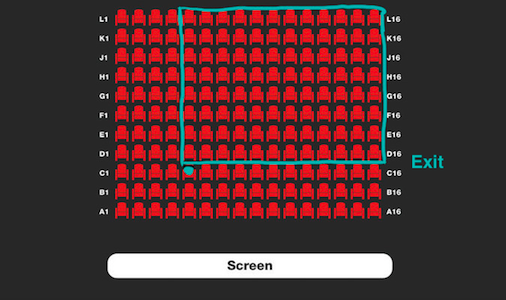 L1 L16
K1 K16
J1 J16
H1 H16
G1 G16
F1 F16
E1 E16
D1 D16
Exit
C1 C16
B1 B16
A1 A16
Screen